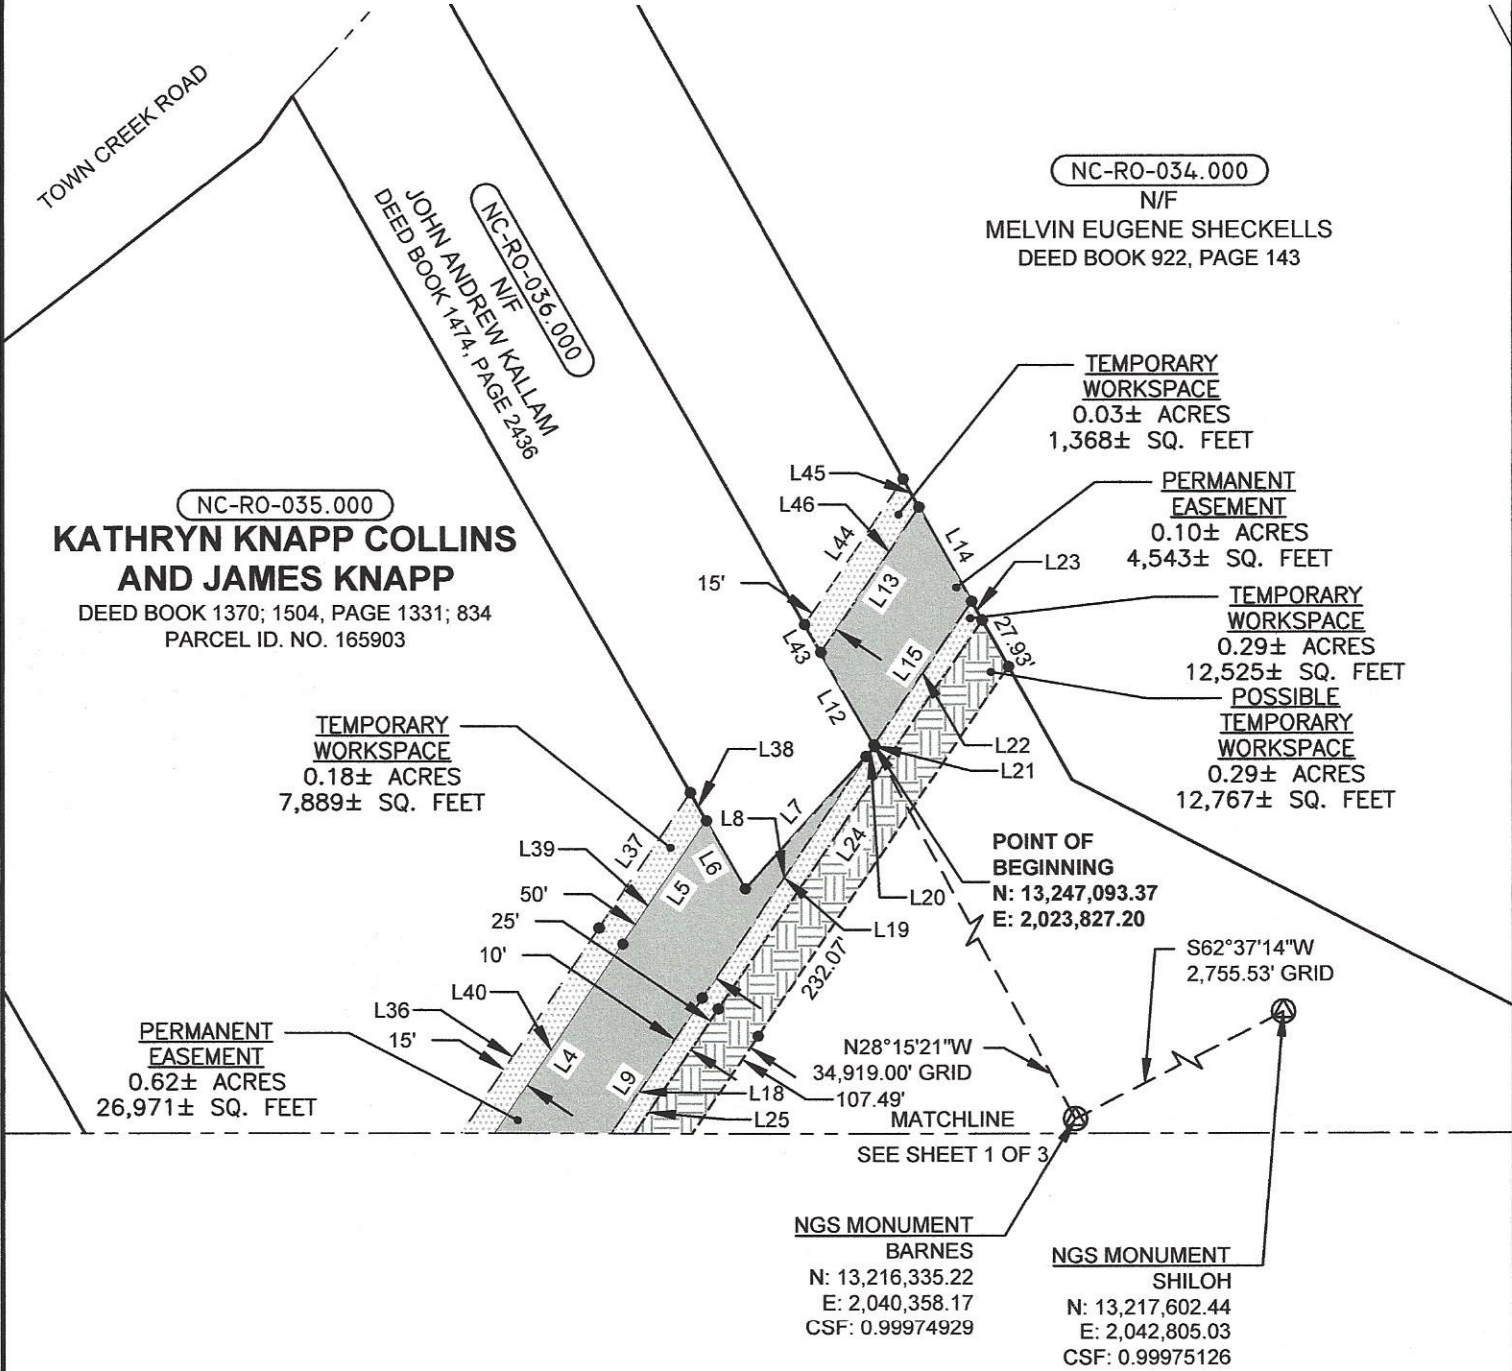 TOWN CREEK ROAD
NC-RO-034.000
N/F
MELVIN EUGENE SHECKELLS
DEED BOOK 922, PAGE 143
NC-RO-036.000
N/F
JOHN ANDREW KALLAM
DEED BOOK 1474, PAGE 2436
TEMPORARY
WORKSPACE
0.03± ACRES
1,368± SQ. FEET
PERMANENT
EASEMENT
0.10± ACRES
4,543± SQ. FEET
TEMPORARY
WORKSPACE
0.29± ACRES
12,525± SQ. FEET
POSSIBLE
TEMPORARY
WORKSPACE
0.29± ACRES
12,767± SQ. FEET
NC-RO-035.000
KATHRYN KNAPP COLLINS
AND JAMES KNAPP
DEED BOOK 1370; 1504, PAGE 1331; 834
PARCEL ID. NO. 165903
L45
L46
L44
L14
L23
L13
15'
L43
27.93'
L15
L12
L22
L21
TEMPORARY
WORKSPACE
0.18± ACRES
7,889± SQ. FEET
L38
L7
L8
L37
L24
L39
L6
L5
50'
25'
10'
L20
L19
232.07'
POINT OF
BEGINNING
N: 13,247,093.37
E: 2,023,827.20
S62°37'14"W
2,755.53' GRID
L40
L36
15'
PERMANENT
EASEMENT
0.62± ACRES
26,971± SQ. FEET
L4
L9
L18
L25
N28°15'21"W
34,919.00' GRID
107.49'
MATCHLINE
SEE SHEET 1 OF 3
NGS MONUMENT
BARNES
N: 13,216,335.22
E: 2,040,358.17
CSF: 0.99974929
NGS MONUMENT
SHILOH
N: 13,217,602.44
E: 2,042,805.03
CSF: 0.99975126